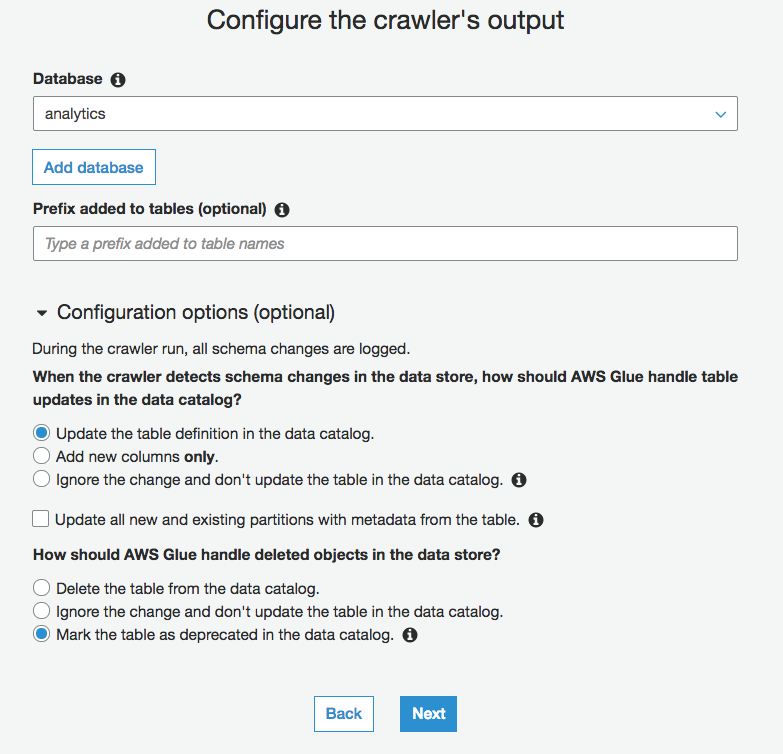 Configure the crawler's output
Database
analytics
Add database
Prefix added to tables (optional)
Type a prefix added to table names
Configuration options (optional)
During the crawler run, all schema changes are logged.
When the crawler detects schema changes in the data store, how should AWS Glue handle table
updates in the data catalog?
Update the table definition in the data catalog.
Add new columns only.
Ignore the change and don't update the table in the data catalog.
Update all new and existing partitions with metadata from the table.
How should AWS Glue handle deleted objects in the data store?
Delete the table from the data catalog.
Ignore the change and don't update the table in the data catalog.
Mark the table as deprecated in the data catalog.
Back Next